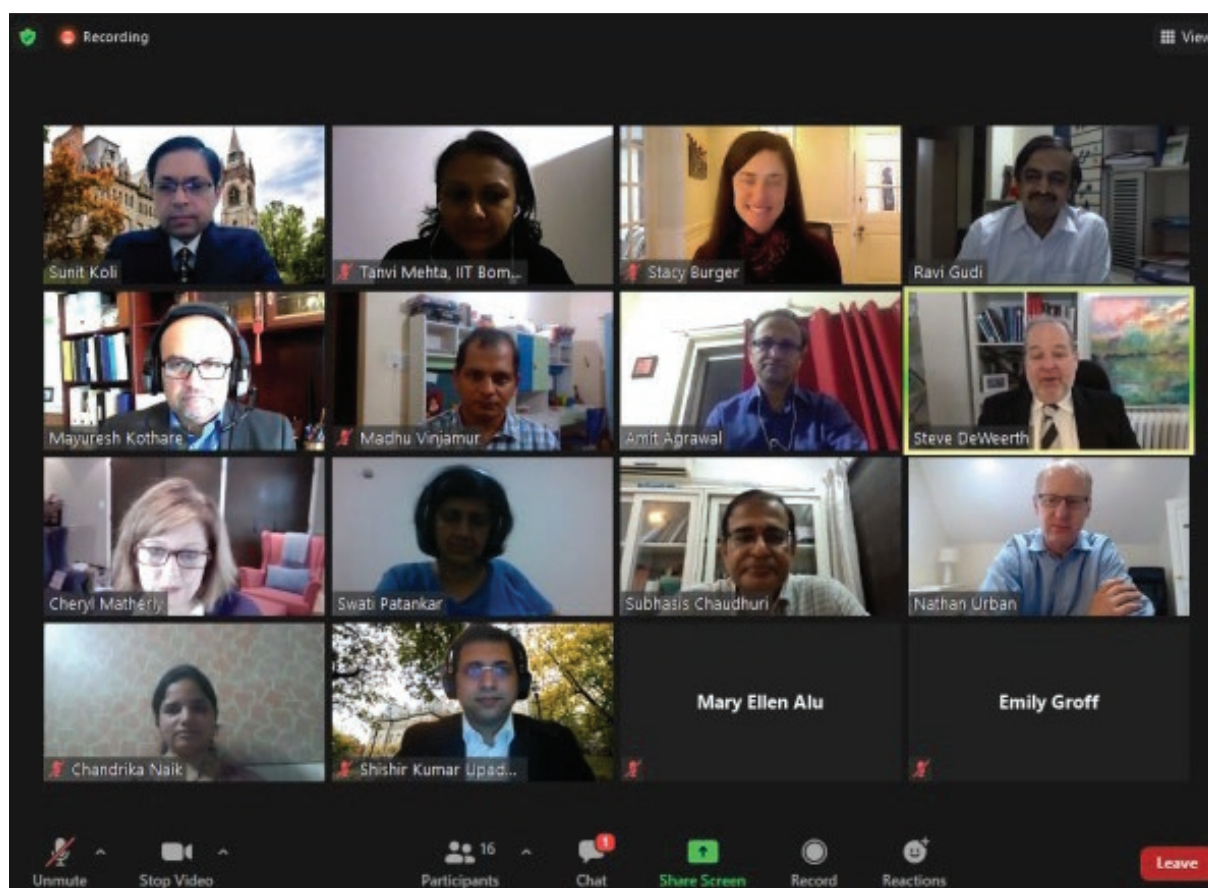 Recording
View
Sunit Koli
Tanvi Mehta, IIT Bom...
Stacy Burger
Ravi Gudi
Mayuresh Kothare
Madhu Vinjamur
Amit Agrawal
Steve DeWeerth
Cheryl Matherly
Swati Patankar
Subhasis Chaudhuri
Nathan Urban
Chandrika Naik
Shishir Kumar Upad...
Mary Ellen Alu
Emily Groff
16
1
Unmute
Stop Video
Participants
Chat
Share Screen
Record
Reactions
Leave